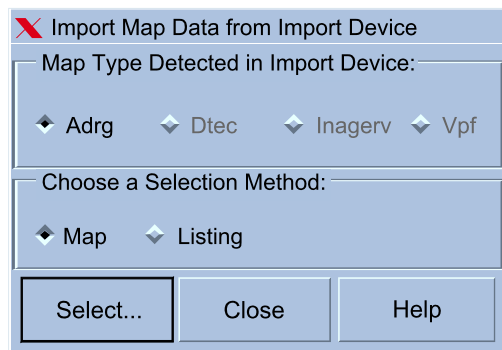 Import Map Data from Import Device
Map Type Detected in Import Device:
Adrg Dtec Inagerv Vpf
Choose a Selection Method:
Map Listing
Select... Close Help